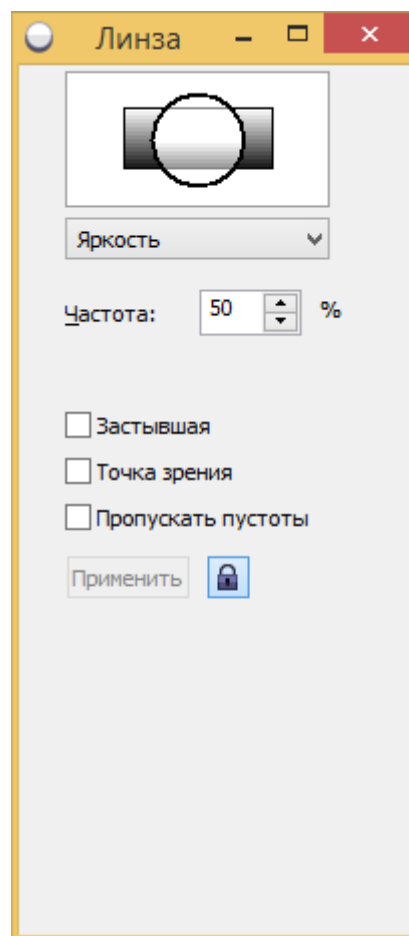 Линза
Яркость
Частота: 50 %
Застывшая
Точка зрения
Пропускать пустоты
Применить